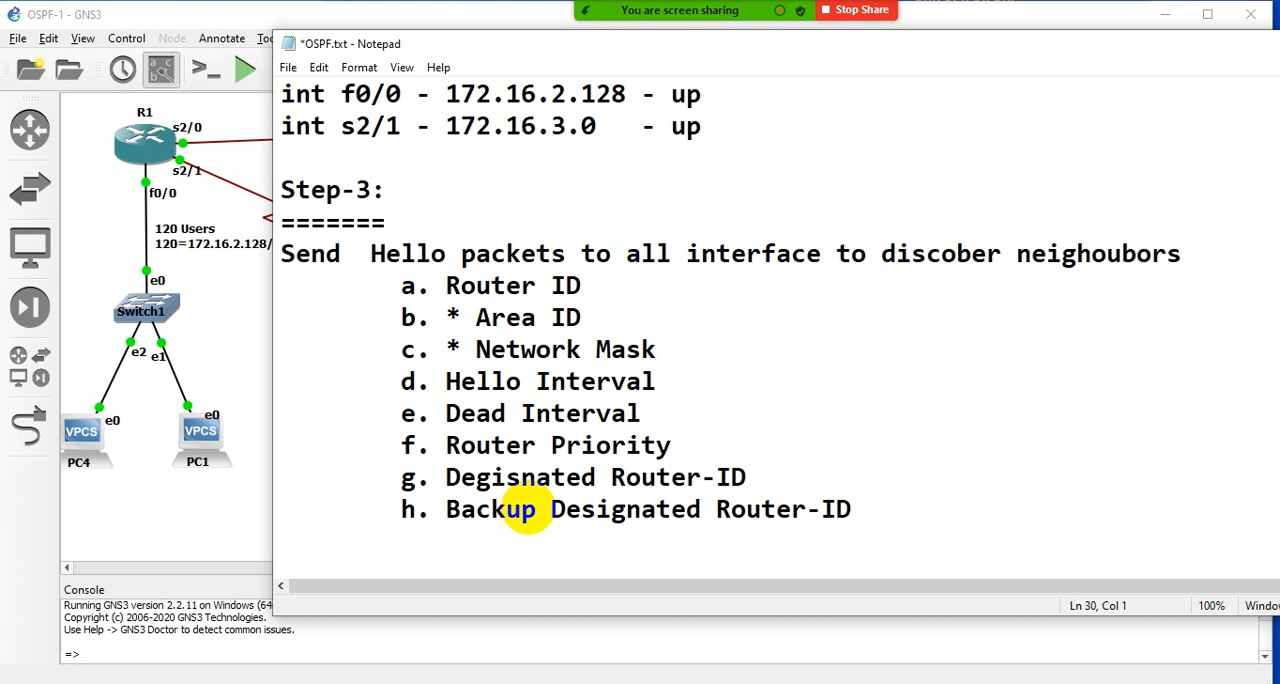 OSPF-1 - GNS3
You are screen sharing
Stop Share
File Edit View Control Node Annotate Too
*OSPF.txt - Notepad
File Edit Format View Help
int f0/0 - 172.16.2.128 - up
int s2/1 - 172.16.3.0 - up
Step-3:
=======
Send Hello packets to all interface to discober neighoubors
a. Router ID
b. * Area ID
c. * Network Mask
d. Hello Interval
e. Dead Interval
f. Router Priority
g. Degisnated Router-ID
h. Backup Designated Router-ID
Ln 30, Col 1
100%
Window
R1
s2/0
s2/1
f0/0
120 Users
120=172.16.2.128/
e0
Switch1
e2 e1
e0
e0
VPCS
VPCS
PC4
PC1
Console
Running GNS3 version 2.2.11 on Windows (64
Copyright (c) 2006-2020 GNS3 Technologies.
Use Help -> GNS3 Doctor to detect common issues.
=>